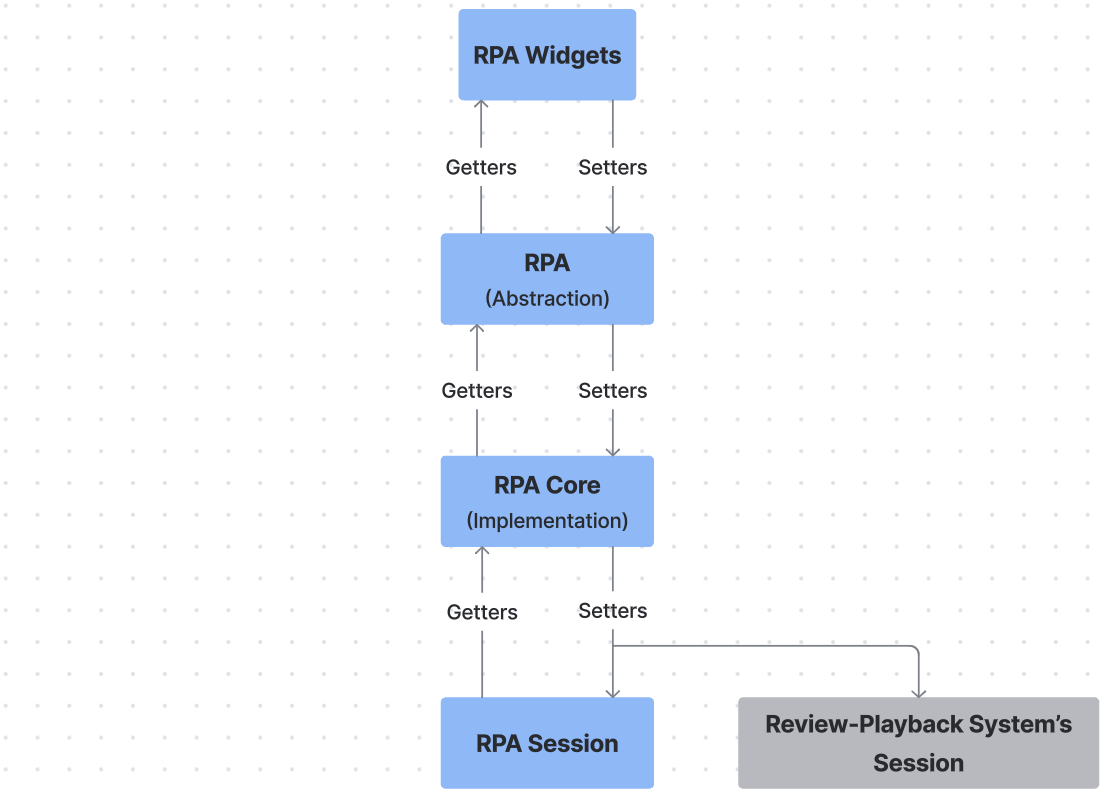 RPA Widgets
Getters
Setters
RPA
(Abstraction)
Getters
Setters
RPA Core
(Implementation)
Getters
Setters
RPA Session
Review-Playback System’s
Session